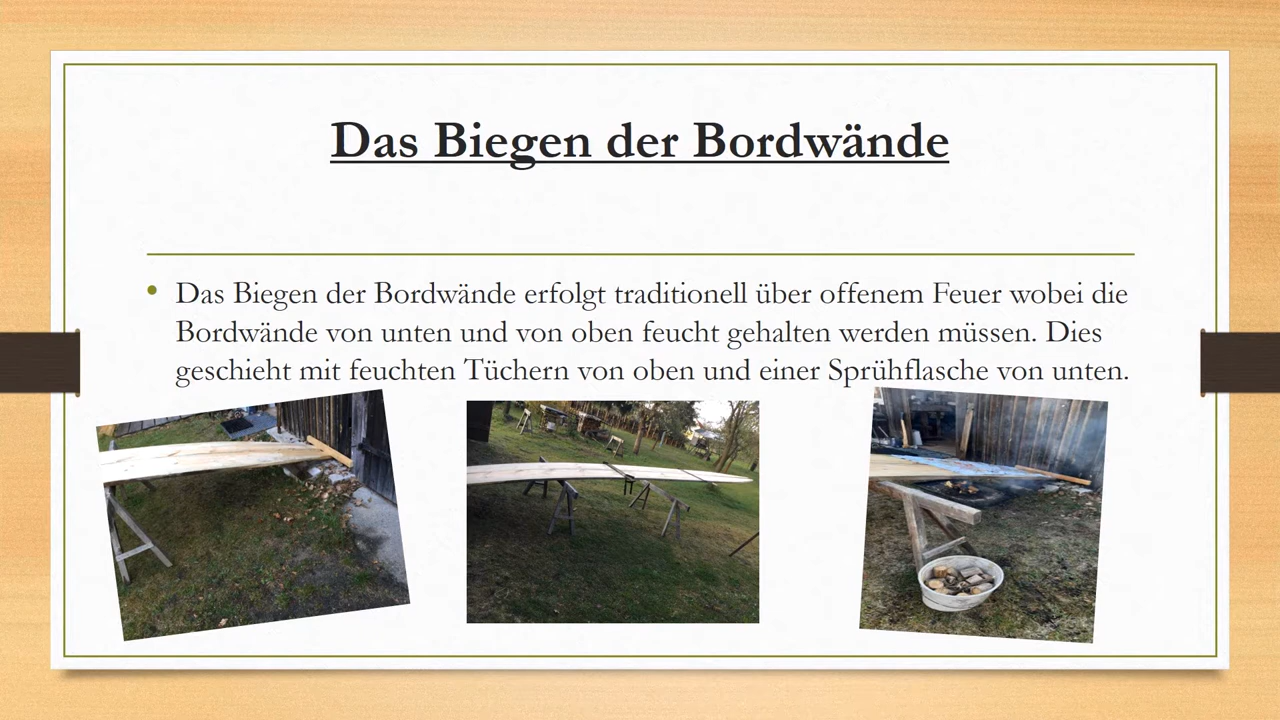 Das Biegen der Bordwände
• Das Biegen der Bordwände erfolgt traditionell über offenem Feuer wobei die
Bordwände von unten und von oben feucht gehalten werden müssen. Dies
geschieht mit feuchten Tüchern von oben und einer Sprühflasche von unten.